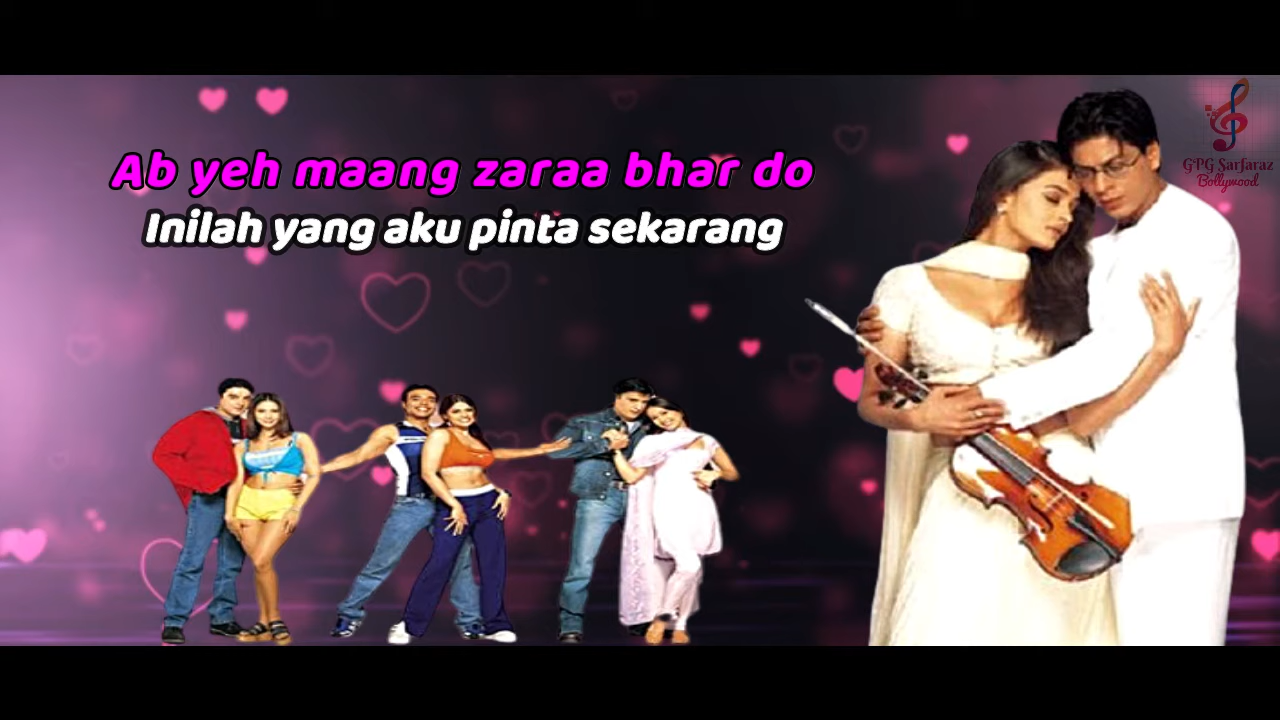 Ab yeh maang zaraa bhar do
Inilah yang aku pinta sekarang
GPG Sarfaraz
Bollywood